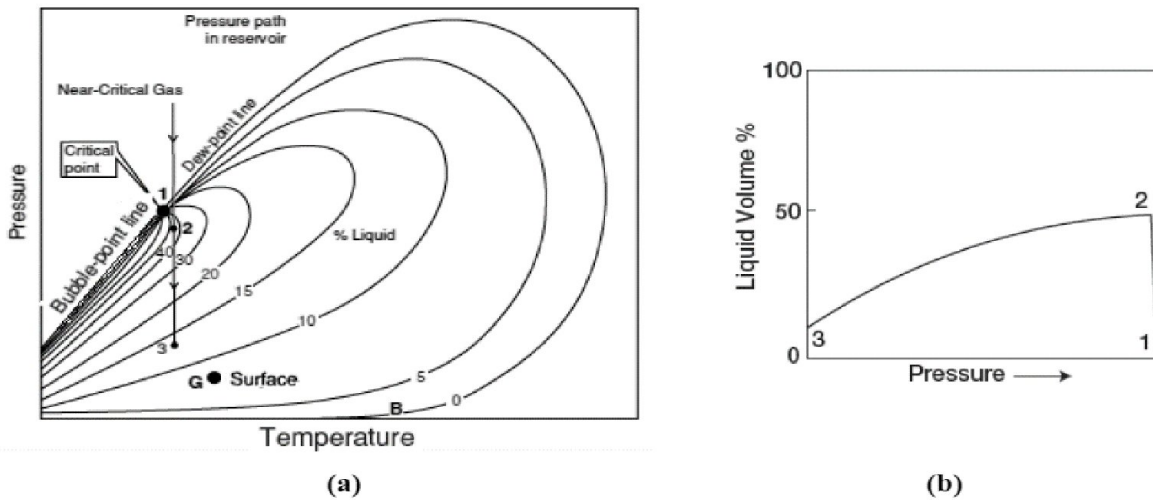 Pressure path
in reservoir
Near-Critical Gas
Dew-point line
Critical
point
1
Bubble-point line
2
40
30
20
% Liquid
15
10
3
G Surface
5
B
0
Pressure
Temperature
(a)
100
50
0
Liquid Volume %
2
3
1
Pressure
(b)